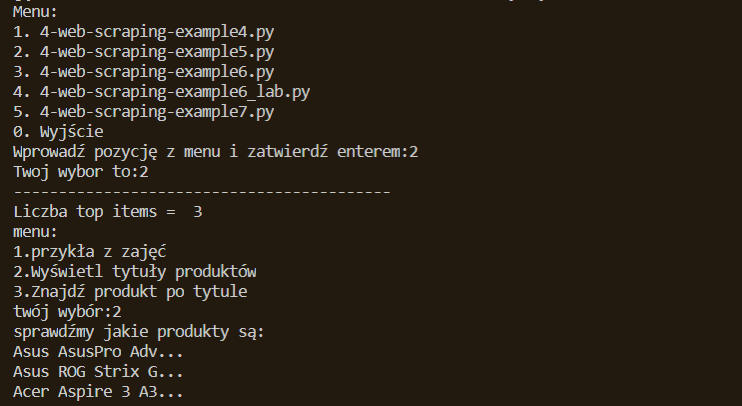 Menu:
1. 4-web-scraping-example4.py
2. 4-web-scraping-example5.py
3. 4-web-scraping-example6.py
4. 4-web-scraping-example6_lab.py
5. 4-web-scraping-example7.py
0. Wyjście
Wprowadź pozycję z menu i zatwierdź enterem:2
Twoj wybor to:2
------------------------------------------
Liczba top items =  3
menu:
1.przykła z zajęć
2.Wyświetl tytuły produktów
3.Znajdź produkt po tytule
twój wybór:2
sprawdźmy jakie produkty są:
Asus AsusPro Adv...
Asus ROG Strix G...
Acer Aspire 3 A3...